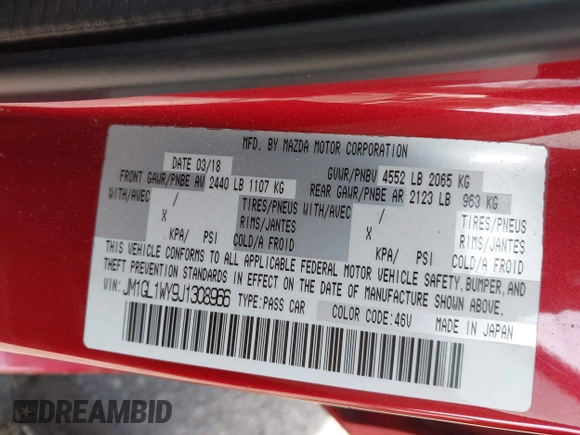 MFD. BY MAZDA MOTOR CORPORATION
DATE 03/18 GVWR/PNBV 4552 LB 2065 KG
FRONT GAWR/PNBE AV 2440 LB 1107 KG REAR GAWR/PNBE AR 2123 LB 963 KG
WITH/AVEC / TIRES/PNEUS WITH/AVEC / TIRES/PNEUS
X RIMS/JANTES X RIMS/JANTES
KPA/ PSI COLD/A FROID KPA/ PSI COLD/A FROID
THIS VEHICLE CONFORMS TO ALL APPLICABLE FEDERAL MOTOR VEHICLE SAFETY, BUMPER, AND
THEFT PREVENTION STANDARDS IN EFFECT ON THE DATE OF MANUFACTURE SHOWN ABOVE.
VIN: JM1GL1WY9J1308966 TYPE: PASS CAR COLOR CODE:46V MADE IN JAPAN
DREAMBID